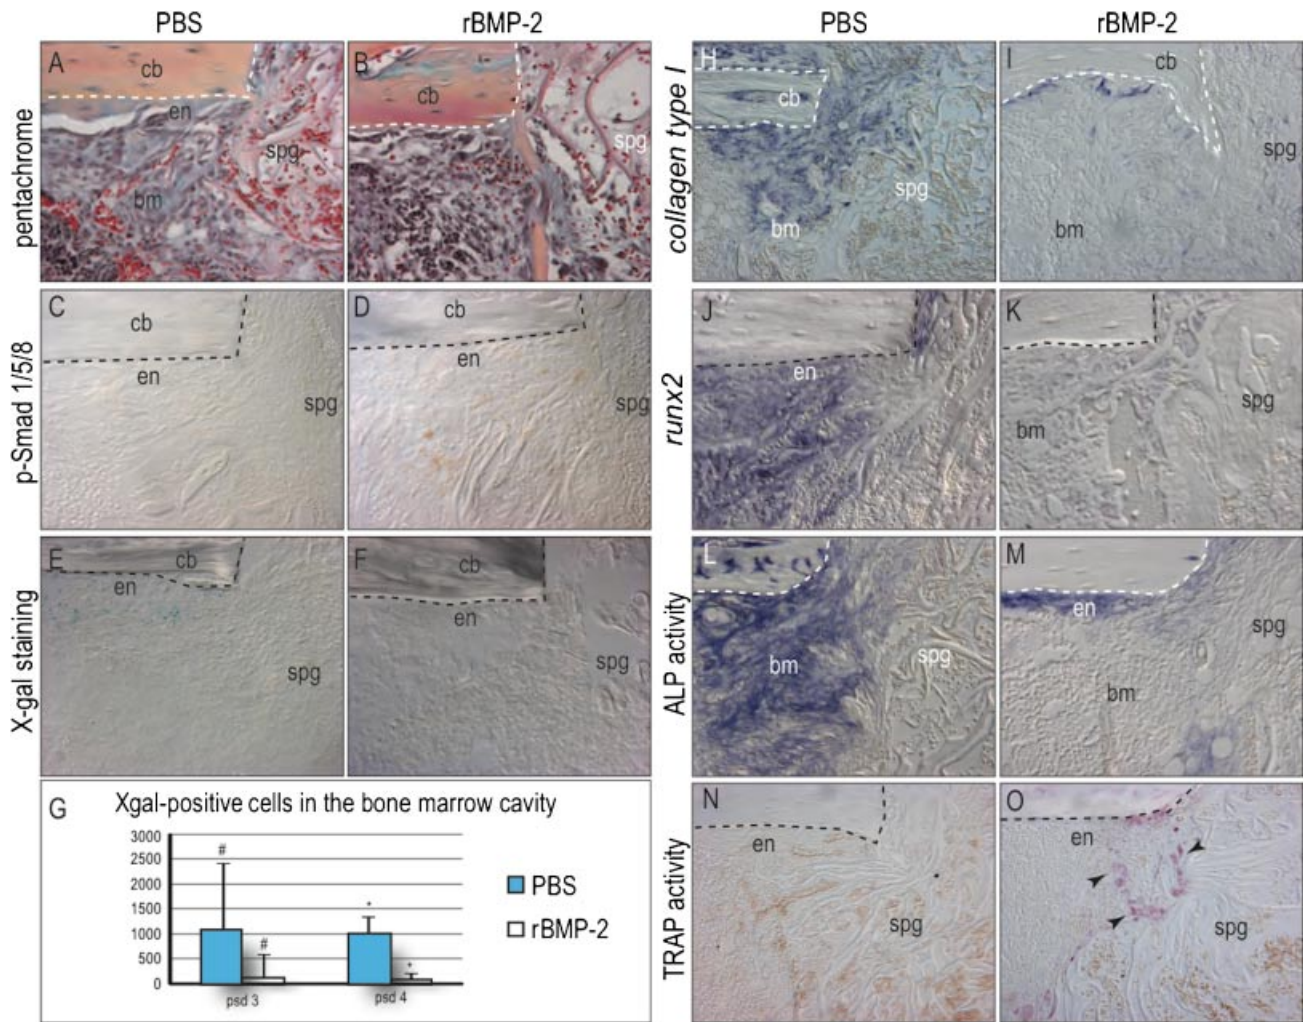 PBS
rBMP-2
PBS
rBMP-2
pentachrome
A
cb
en
spg
bm
B
cb
spg
p-Smad 1/5/8
C
cb
en
spg
D
cb
en
spg
X-gal staining
E
cb
en
spg
F
cb
en
spg
G
Xgal-positive cells in the bone marrow cavity
3000
2500
2000
1500
1000
500
0
#
#
*
*
psd 3
psd 4
PBS
rBMP-2
collagen type I
H
cb
spg
bm
I
cb
spg
bm
runx2
J
en
K
bm
spg
ALP activity
L
bm
spg
M
en
spg
bm
TRAP activity
N
en
spg
O
en
spg